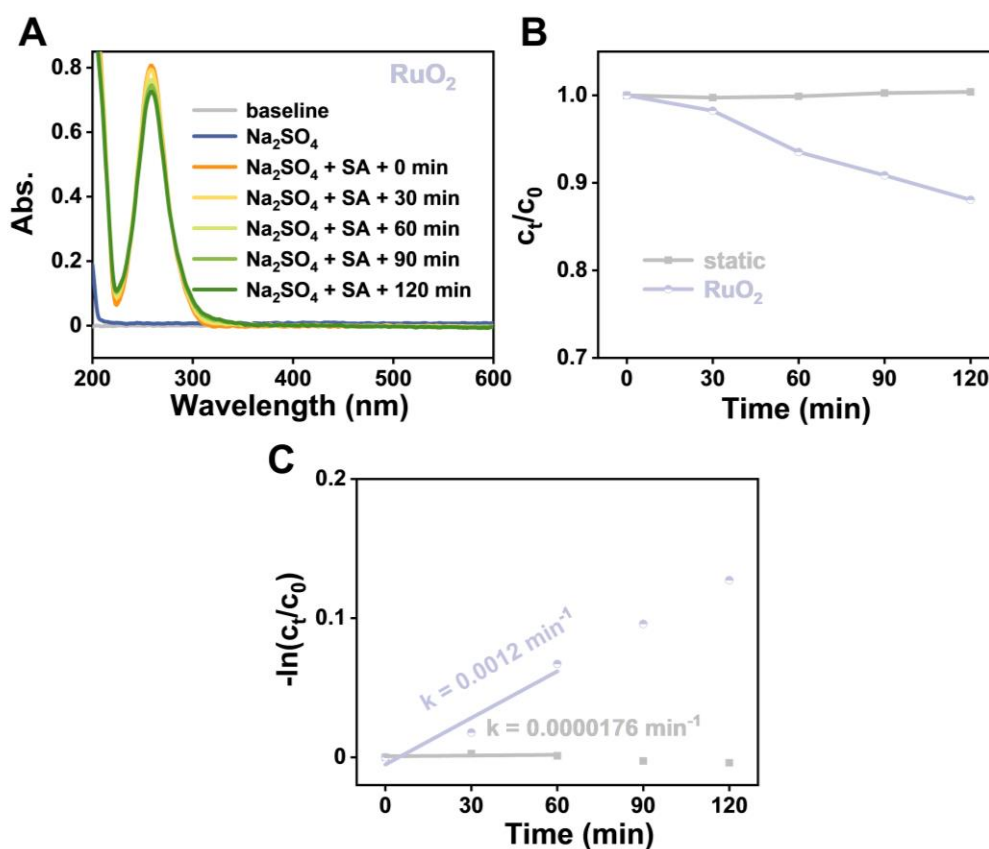 A
RuO₂
baseline
Na₂SO₄
Na₂SO₄ + SA + 0 min
Na₂SO₄ + SA + 30 min
Na₂SO₄ + SA + 60 min
Na₂SO₄ + SA + 90 min
Na₂SO₄ + SA + 120 min
Abs.
0.8
0.6
0.4
0.2
0
200
300
400
500
600
Wavelength (nm)
B
cₜ/c₀
1.0
0.9
0.8
0.7
static
RuO₂
0
30
60
90
120
Time (min)
C
-ln(cₜ/c₀)
0.2
0.1
0
k = 0.0012 min⁻¹
k = 0.0000176 min⁻¹
0
30
60
90
120
Time (min)